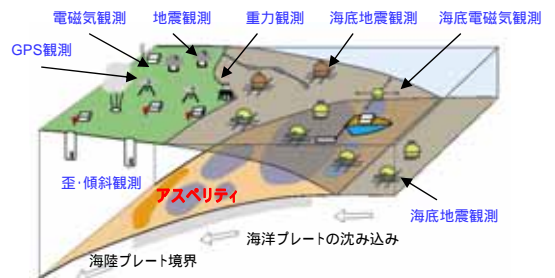 電磁気観測
地震観測
重力観測
海底地震観測
海底電磁気観測
GPS観測
歪・傾斜観測
アスペリティ
海底地震観測
海洋プレートの沈み込み
海陸プレート境界